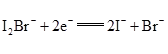 I₂Br⁻ + 2e⁻ ═══ 2I⁻ + Br⁻